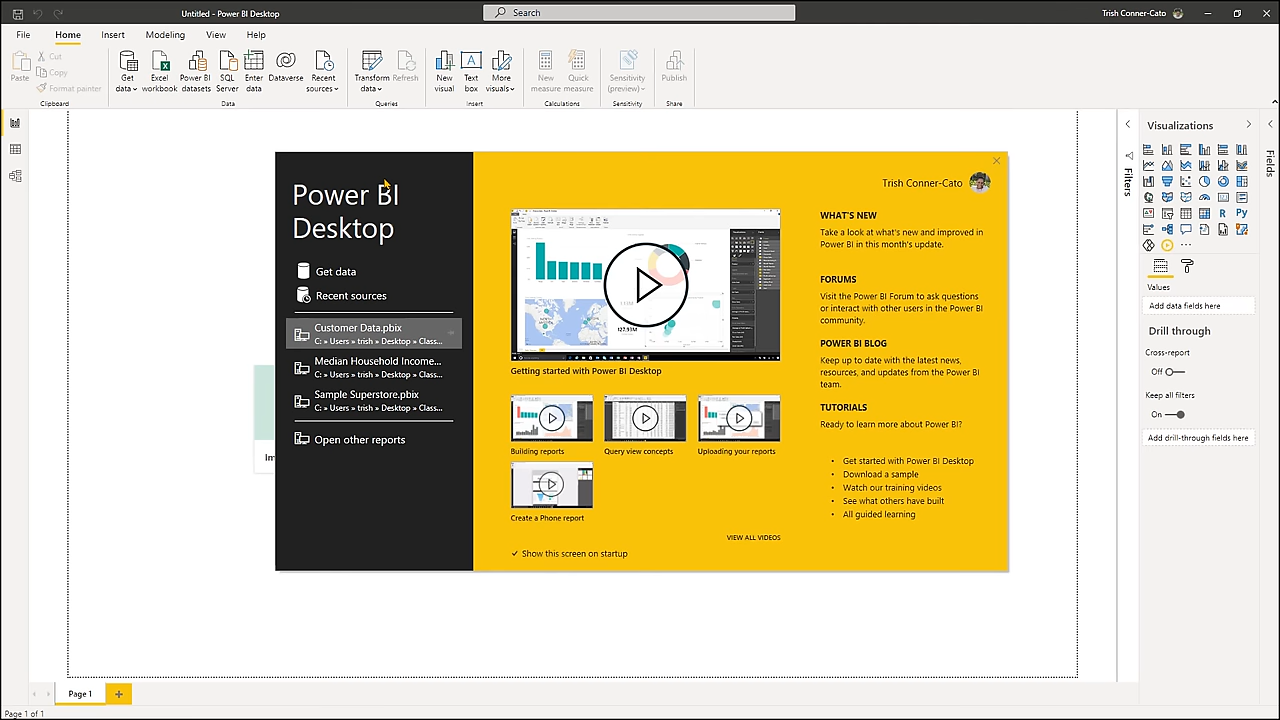 Untitled - Power BI Desktop
Search
Trish Conner-Cato
File Home Insert Modeling View Help
Paste
Cut
Copy
Format painter
Clipboard
Get data
Excel workbook
Power BI datasets
SQL Server
Enter data
Dataverse
Recent sources
Data
Transform data
Refresh
Queries
New visual
Text box
More visuals
Insert
New measure
Quick measure
Calculations
Sensitivity (preview)
Sensitivity
Publish
Share
Power BI
Desktop
Get data
Recent sources
Customer Data.pbix
C: » Users » trish » Desktop » Class...
Median Household Income...
C: » Users » trish » Desktop » Class...
Sample Superstore.pbix
C: » Users » trish » Desktop » Class...
Open other reports
Im
Getting started with Power BI Desktop
Building reports
Query view concepts
Uploading your reports
Create a Phone report
VIEW ALL VIDEOS
Show this screen on startup
Trish Conner-Cato
WHAT'S NEW
Take a look at what's new and improved in
Power BI in this month's update.
FORUMS
Visit the Power BI Forum to ask questions
or interact with other users in the Power BI
community.
POWER BI BLOG
Keep up to date with the latest news,
resources, and updates from the Power BI
team.
TUTORIALS
Ready to learn more about Power BI?
• Get started with Power BI Desktop
• Download a sample
• Watch our training videos
• See what others have built
• All guided learning
Filters
Visualizations
Values
Add data fields here
Drill through
Cross-report
Off
Keep all filters
On
Add drill-through fields here
Fields
Page 1
Page 1 of 1